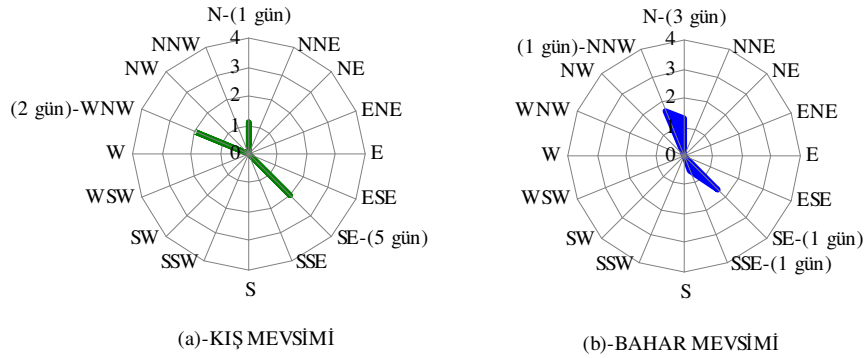 N-(1 gün)
4
3
2
1
0
NNE
NE
ENE
E
ESE
SE-(5 gün)
SSE
S
SSW
SW
WSW
W
(2 gün)-WNW
NW
NNW
(a)-KIŞ MEVSİMİ
N-(3 gün)
4
3
2
1
0
NNE
NE
ENE
E
ESE
SE-(1 gün)
SSE-(1 gün)
S
SSW
SW
WSW
W
WNW
NW
(1 gün)-NNW
(b)-BAHAR MEVSİMİ